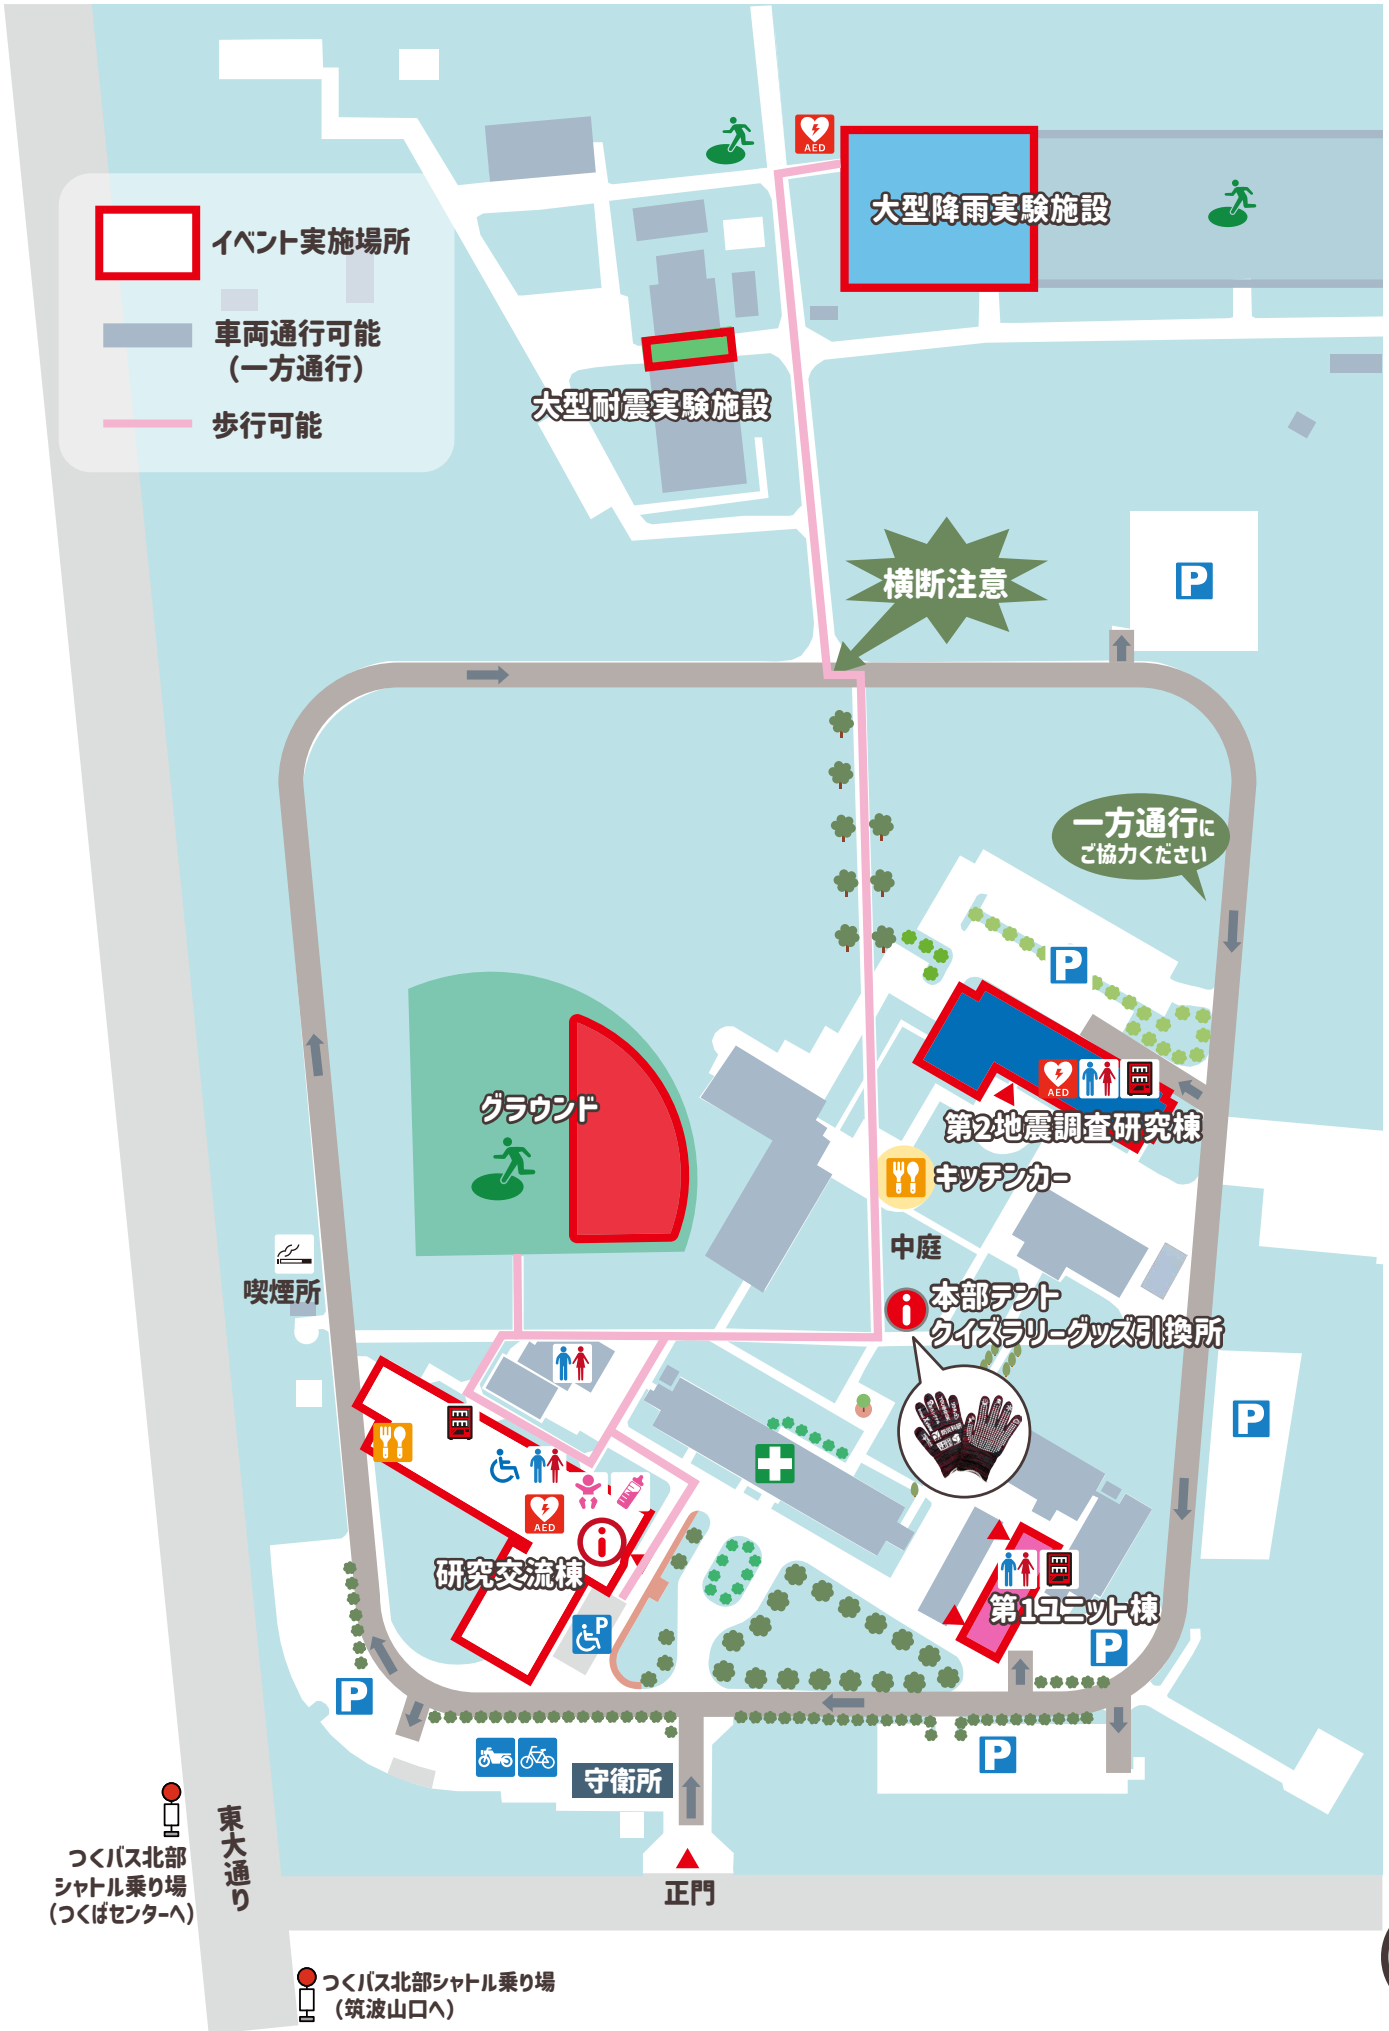 AED
大型降雨実験施設
イベント実施場所
車両通行可能
(一方通行)
歩行可能
大型耐震実験施設
横断注意
P
一方通行に
ご協力ください
P
AED
第2地震調査研究棟
グラウンド
キッチンカー
中庭
喫煙所
i
本部テント
クイズラリーグッズ引換所
P
AED
i
研究交流棟
P
第1ユニット棟
P
P
P
守衛所
正門
東大通り
つくバス北部
シャトル乗り場
(つくばセンターへ)
つくバス北部シャトル乗り場
(筑波山口へ)